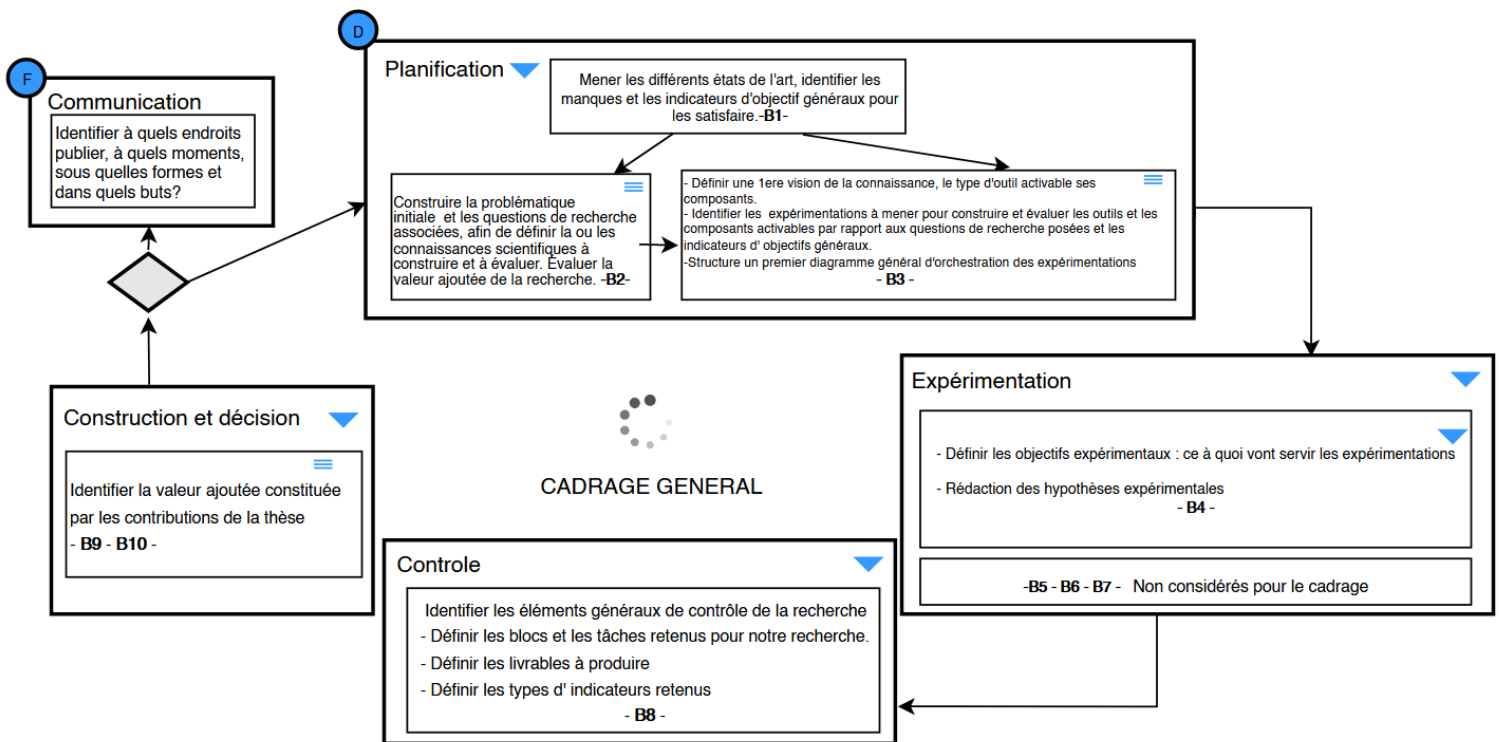 D
Planification
Mener les différents états de l'art, identifier les
manques et les indicateurs d'objectif généraux pour
les satisfaire.-B1-
F
Communication
Identifier à quels endroits
publier, à quels moments,
sous quelles formes et
dans quels buts?
Construire la problématique
initiale et les questions de recherche
associées, afin de définir la ou les
connaissances scientifiques à
construire et à évaluer. Évaluer la
valeur ajoutée de la recherche. -B2-
- Définir une 1ere vision de la connaissance, le type d'outil activable ses
composants.
- Identifier les expérimentations à mener pour construire et évaluer les outils et les
composants activables par rapport aux questions de recherche posées et les
indicateurs d' objectifs généraux.
-Structure un premier diagramme général d'orchestration des expérimentations
- B3 -
Expérimentation
- Définir les objectifs expérimentaux : ce à quoi vont servir les expérimentations
- Rédaction des hypothèses expérimentales
- B4 -
-B5 - B6 - B7 - Non considérés pour le cadrage
Construction et décision
Identifier la valeur ajoutée constituée
par les contributions de la thèse
- B9 - B10 -
CADRAGE GENERAL
Controle
Identifier les éléments généraux de contrôle de la recherche
- Définir les blocs et les tâches retenus pour notre recherche.
- Définir les livrables à produire
- Définir les types d' indicateurs retenus
- B8 -